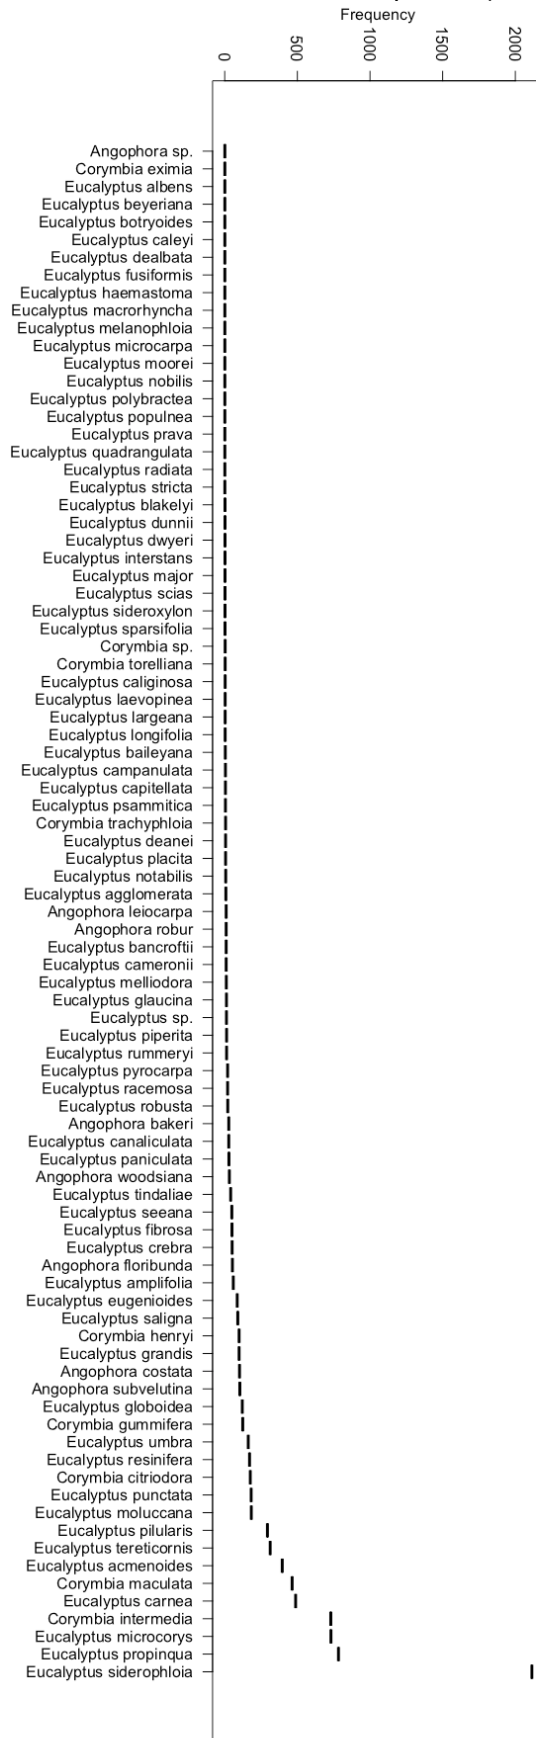 Frequency
0 500 1000 1500 2000
Angophora sp.
Corymbia eximia
Eucalyptus albens
Eucalyptus beyeriana
Eucalyptus botryoides
Eucalyptus caleyi
Eucalyptus dealbata
Eucalyptus fusiformis
Eucalyptus haemastoma
Eucalyptus macrorhyncha
Eucalyptus melanophloia
Eucalyptus microcarpa
Eucalyptus moorei
Eucalyptus nobilis
Eucalyptus polybractea
Eucalyptus populnea
Eucalyptus prava
Eucalyptus quadrangulata
Eucalyptus radiata
Eucalyptus stricta
Eucalyptus blakelyi
Eucalyptus dunnii
Eucalyptus dwyeri
Eucalyptus interstans
Eucalyptus major
Eucalyptus scias
Eucalyptus sideroxylon
Eucalyptus sparsifolia
Corymbia sp.
Corymbia torelliana
Eucalyptus caliginosa
Eucalyptus laevopinea
Eucalyptus largeana
Eucalyptus longifolia
Eucalyptus baileyana
Eucalyptus campanulata
Eucalyptus capitellata
Eucalyptus psammitica
Corymbia trachyphloia
Eucalyptus deanei
Eucalyptus placita
Eucalyptus notabilis
Eucalyptus agglomerata
Angophora leiocarpa
Angophora robur
Eucalyptus bancroftii
Eucalyptus cameronii
Eucalyptus melliodora
Eucalyptus glaucina
Eucalyptus sp.
Eucalyptus piperita
Eucalyptus rummeryi
Eucalyptus pyrocarpa
Eucalyptus racemosa
Eucalyptus robusta
Angophora bakeri
Eucalyptus canaliculata
Eucalyptus paniculata
Angophora woodsiana
Eucalyptus tindaliae
Eucalyptus seeana
Eucalyptus fibrosa
Eucalyptus crebra
Angophora floribunda
Eucalyptus amplifolia
Eucalyptus eugenioides
Eucalyptus saligna
Corymbia henryi
Eucalyptus grandis
Angophora costata
Angophora subvelutina
Eucalyptus globoidea
Corymbia gummifera
Eucalyptus umbra
Eucalyptus resinifera
Corymbia citriodora
Eucalyptus punctata
Eucalyptus moluccana
Eucalyptus pilularis
Eucalyptus tereticornis
Eucalyptus acmenoides
Corymbia maculata
Eucalyptus carnea
Corymbia intermedia
Eucalyptus microcorys
Eucalyptus propinqua
Eucalyptus siderophloia